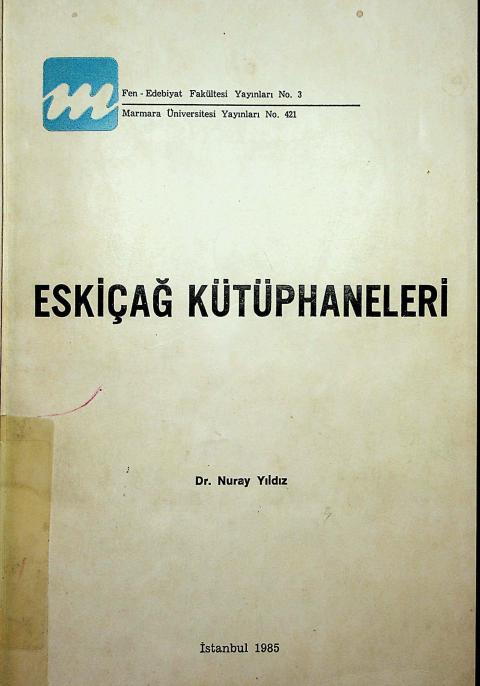 m
Fen - Edebiyat Fakültesi Yayınları No. 3
Marmara Üniversitesi Yayınları No. 421
ESKİÇAĞ KÜTÜPHANELERİ
Dr. Nuray Yıldız
İstanbul 1985